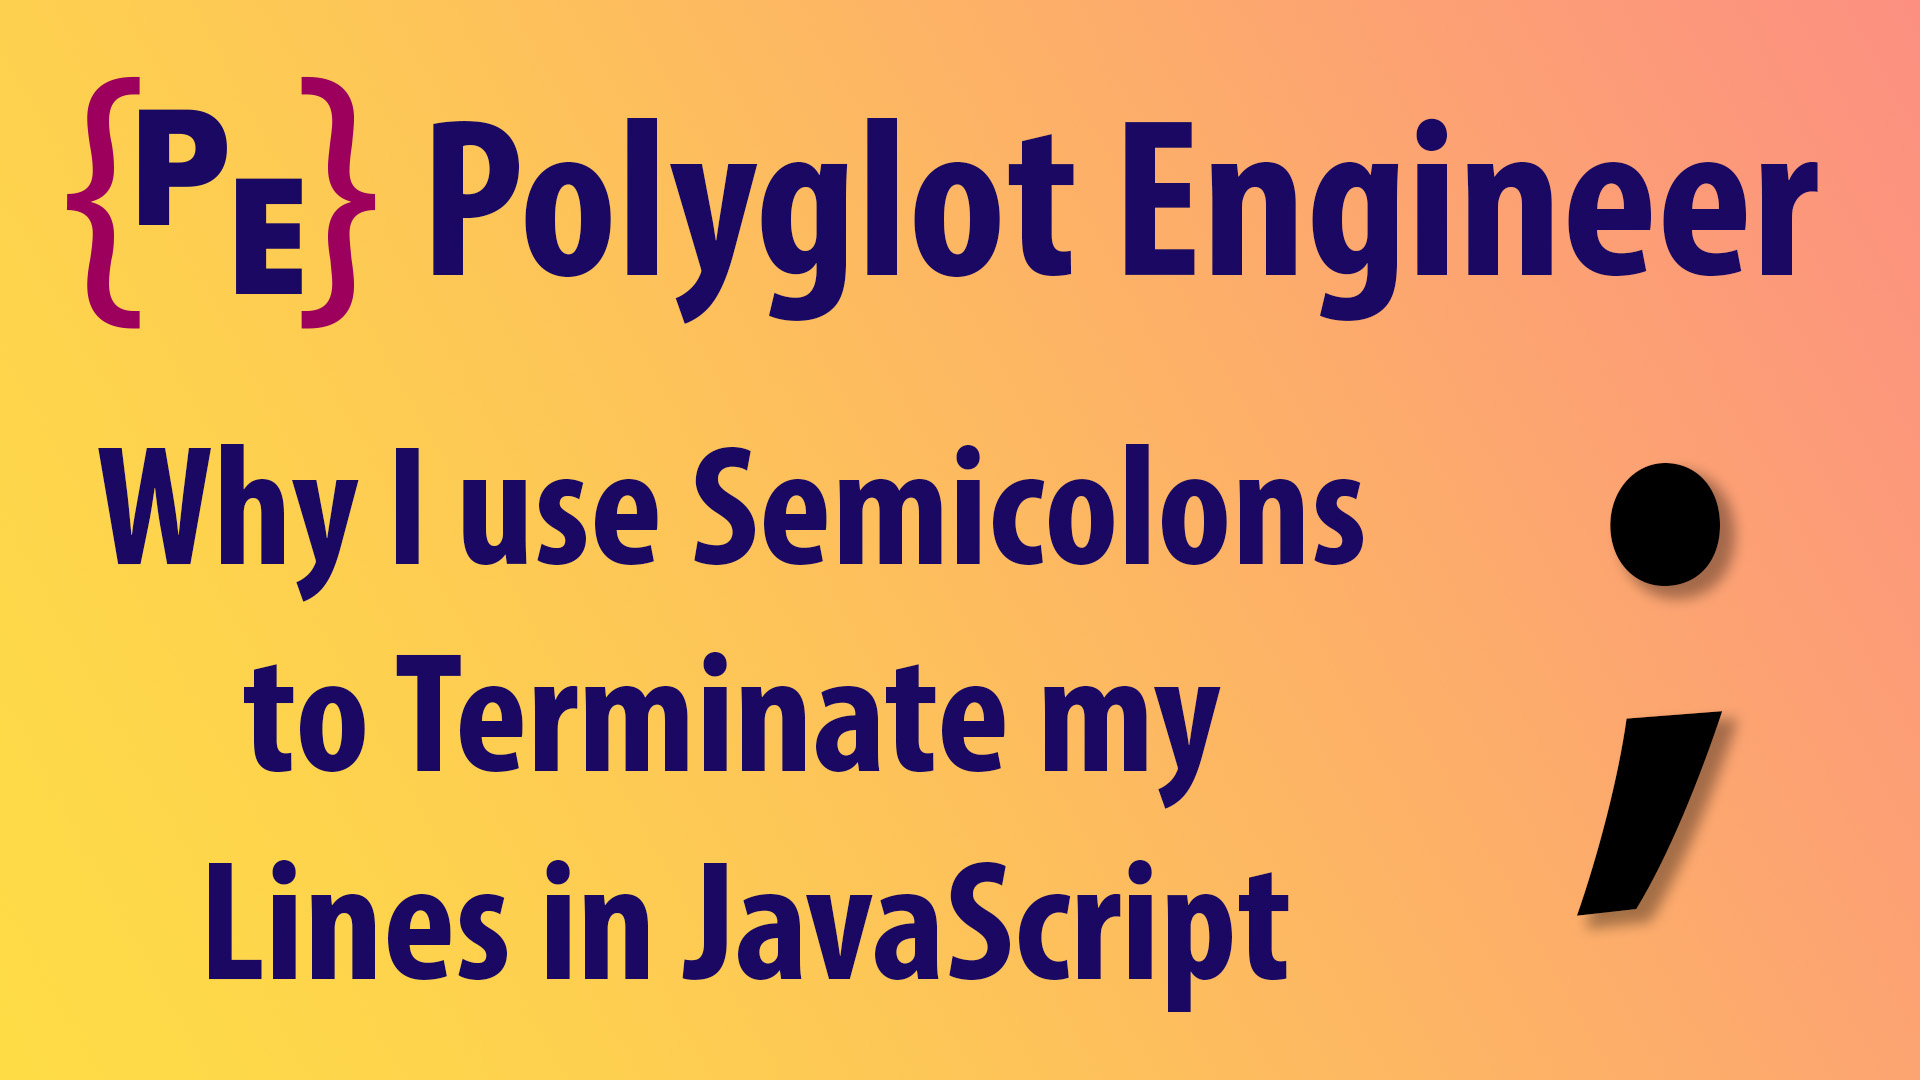 {PE} Polyglot Engineer
Why I use Semicolons
to Terminate my
Lines in JavaScript
;